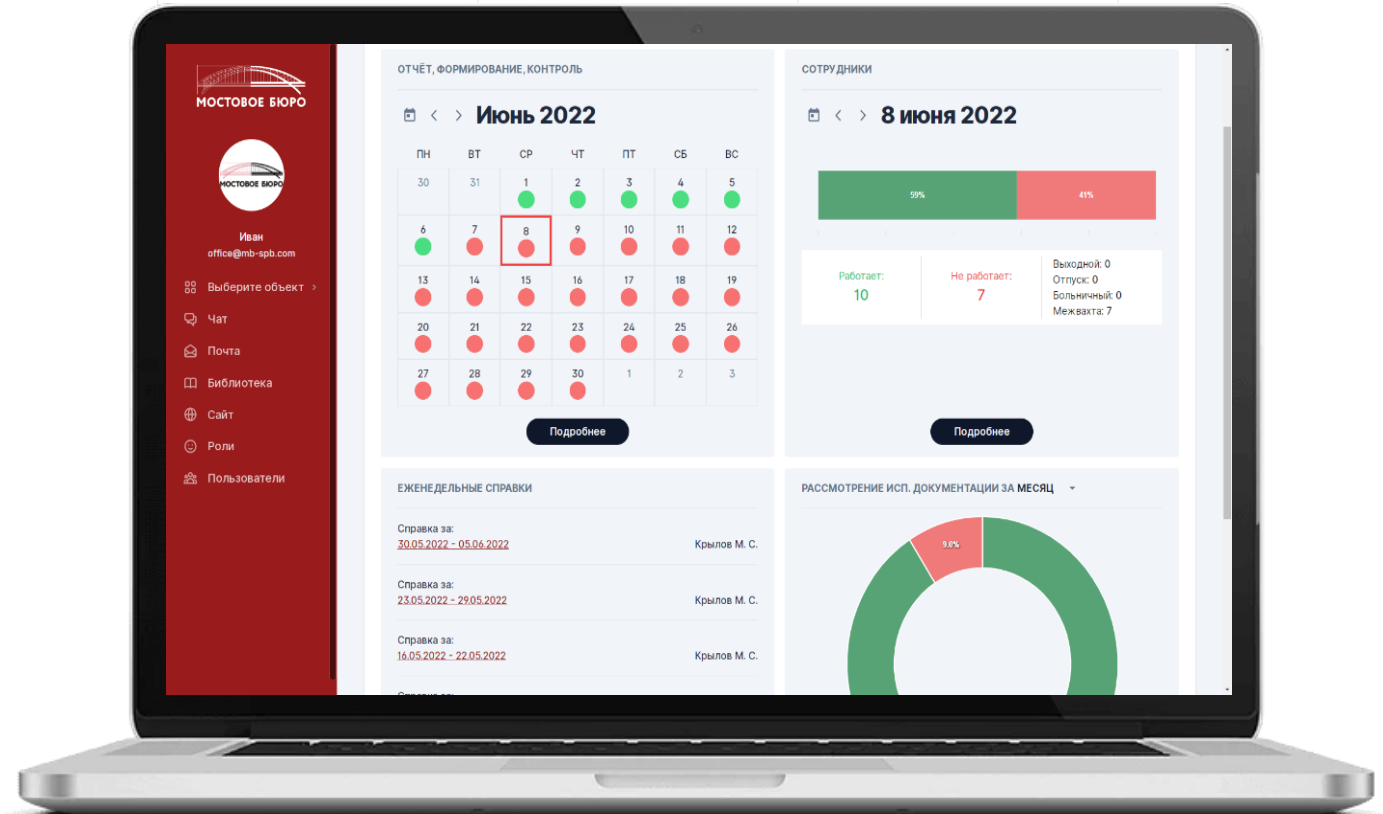 МОСТОВОЕ БЮРО
МОСТОВОЕ БЮРО
Иван
office@mb-spb.com
Выберите объект
Чат
Почта
Библиотека
Сайт
Роли
Пользователи
ОТЧЁТ, ФОРМИРОВАНИЕ, КОНТРОЛЬ
Июнь 2022
ПН ВТ СР ЧТ ПТ СБ ВС
30 31 1 2 3 4 5
6 7 8 9 10 11 12
13 14 15 16 17 18 19
20 21 22 23 24 25 26
27 28 29 30 1 2 3
Подробнее
СОТРУДНИКИ
8 июня 2022
59% 41%
Работает:
10
Не работает:
7
Выходной: 0
Отпуск: 0
Больничный: 0
Межвахта: 7
Подробнее
ЕЖЕНЕДЕЛЬНЫЕ СПРАВКИ
Справка за:
30.05.2022 - 05.06.2022 Крылов М. С.
Справка за:
23.05.2022 - 29.05.2022 Крылов М. С.
Справка за:
16.05.2022 - 22.05.2022 Крылов М. С.
РАССМОТРЕНИЕ ИСП. ДОКУМЕНТАЦИИ ЗА МЕСЯЦ
9.0%